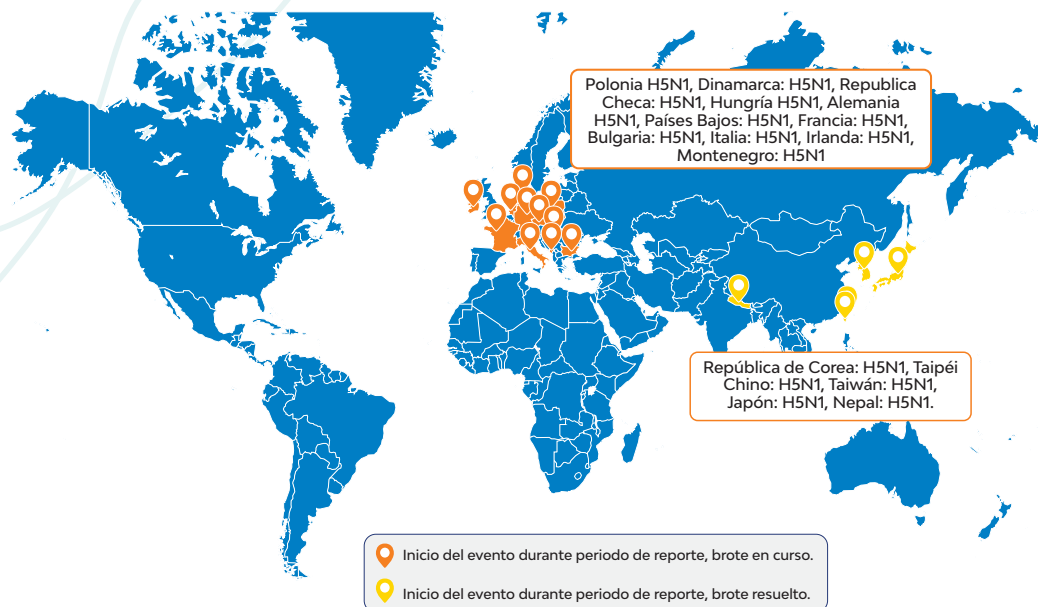 Polonia H5N1, Dinamarca: H5N1, Republica
Checa: H5N1, Hungría H5N1, Alemania
H5N1, Países Bajos: H5N1, Francia: H5N1,
Bulgaria: H5N1, Italia: H5N1, Irlanda: H5N1,
Montenegro: H5N1
República de Corea: H5N1, Taipéi
Chino: H5N1, Taiwán: H5N1,
Japón: H5N1, Nepal: H5N1.
Inicio del evento durante periodo de reporte, brote en curso.
Inicio del evento durante periodo de reporte, brote resuelto.